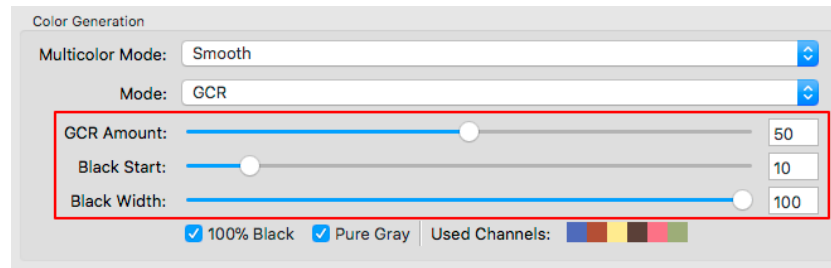 Color Generation
Multicolor Mode: Smooth
Mode: GCR
GCR Amount: 50
Black Start: 10
Black Width: 100
100% Black Pure Gray Used Channels: